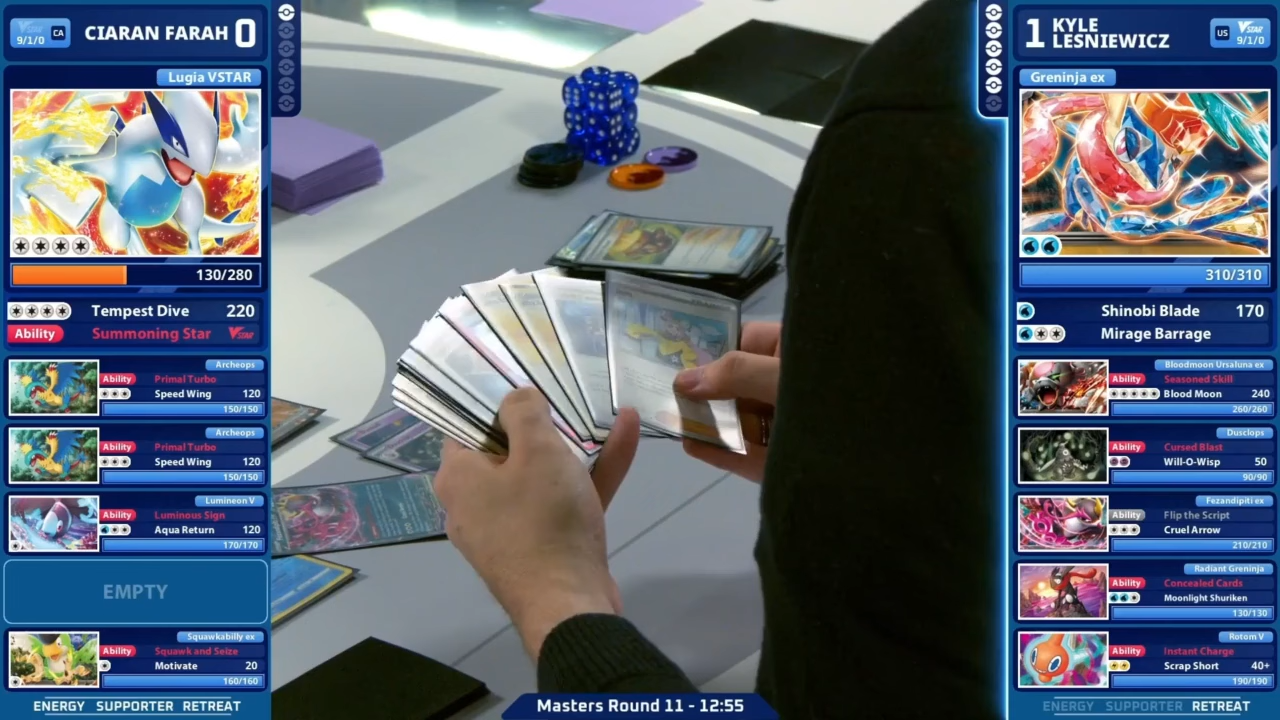 VSTAR
9/1/0
CA
CIARAN FARAH 0
Lugia VSTAR
130/280
Tempest Dive 220
Ability Summoning Star VSTAR
Archeops
Ability Primal Turbo
Speed Wing 120
150/150
Archeops
Ability Primal Turbo
Speed Wing 120
150/150
Lumineon V
Ability Luminous Sign
Aqua Return 120
170/170
EMPTY
Squawkabilly ex
Ability Squawk and Seize
Motivate 20
160/160
ENERGY SUPPORTER RETREAT
Masters Round 11 - 12:55
1 KYLE
LESNIEWICZ
US
VSTAR
9/1/0
Greninja ex
310/310
Shinobi Blade 170
Mirage Barrage
Bloodmoon Ursaluna ex
Ability Seasoned Skill
Blood Moon 240
260/260
Dusclops
Ability Cursed Blast
Will-O-Wisp 50
90/90
Fezandipiti ex
Ability Flip the Script
Cruel Arrow
210/210
Radiant Greninja
Ability Concealed Cards
Moonlight Shuriken
130/130
Rotom V
Ability Instant Charge
Scrap Short 40+
190/190
ENERGY SUPPORTER RETREAT